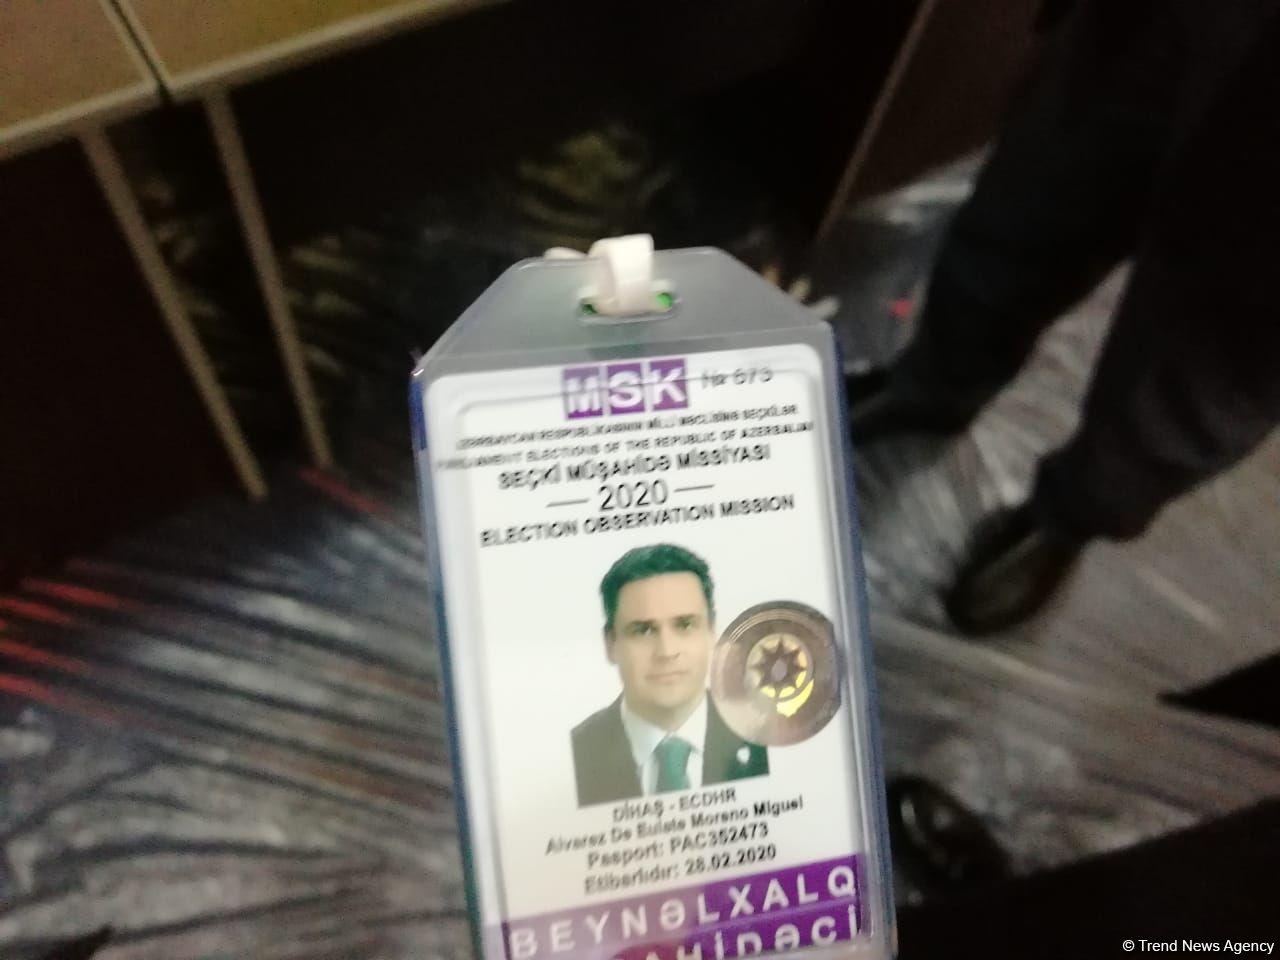 MSK № 673
AZƏRBAYCAN RESPUBLİKASININ MİLLİ MƏCLİSİNƏ SEÇKİLƏR
PARLIAMENT ELECTIONS OF THE REPUBLIC OF AZERBAIJAN
SEÇKİ MÜŞAHİDƏ MİSSİYASI
— 2020 —
ELECTION OBSERVATION MISSION
DİHAŞ - ECDHR
Alvarez De Eulate Moreno Miguel
Pasport: PAC352473
Etibarlıdır: 28.02.2020
BEYNƏLXALQ
© Trend News Agency